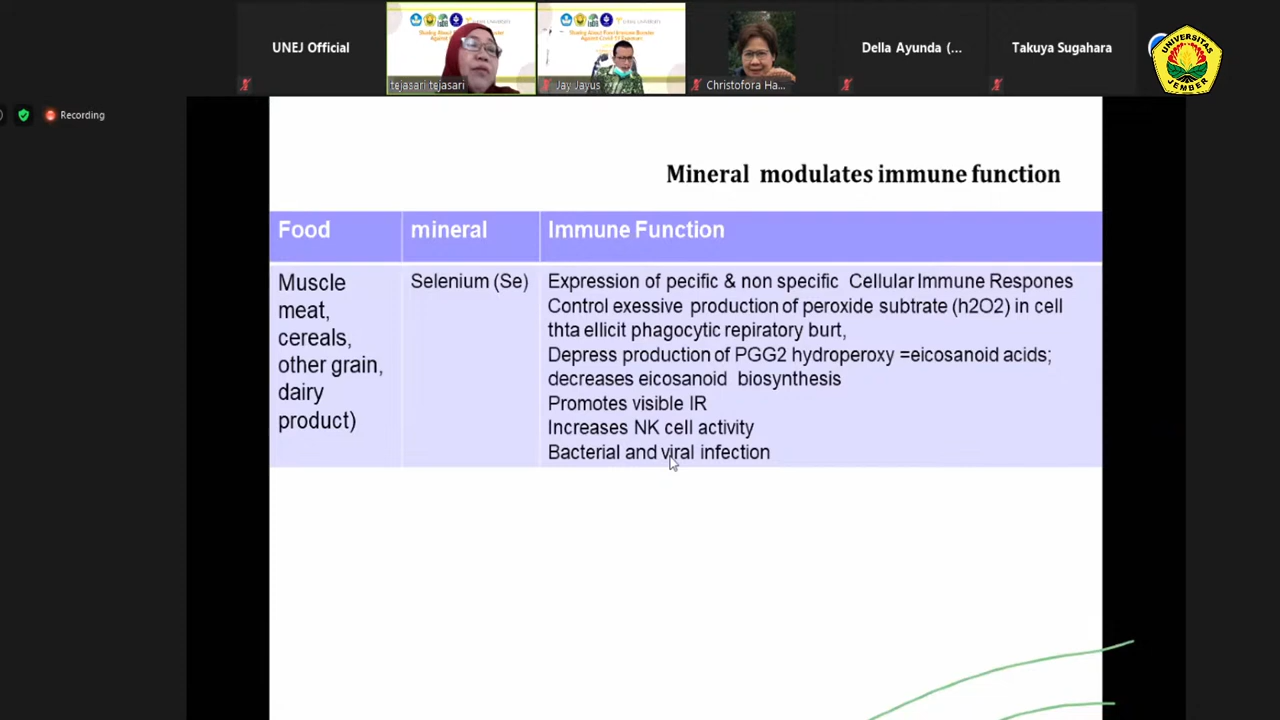 UNEJ Official
tejasari tejasari
Jay Jayus
Christofora Ha...
Della Ayunda (...
Takuya Sugahara
UNIVERSITAS
JEMBER
Recording
Mineral modulates immune function
Food
mineral
Immune Function
Muscle
meat,
cereals,
other grain,
dairy
product)
Selenium (Se)
Expression of pecific & non specific Cellular Immune Respones
Control exessive production of peroxide subtrate (h2O2) in cell
thta ellicit phagocytic repiratory burt,
Depress production of PGG2 hydroperoxy =eicosanoid acids;
decreases eicosanoid biosynthesis
Promotes visible IR
Increases NK cell activity
Bacterial and viral infection